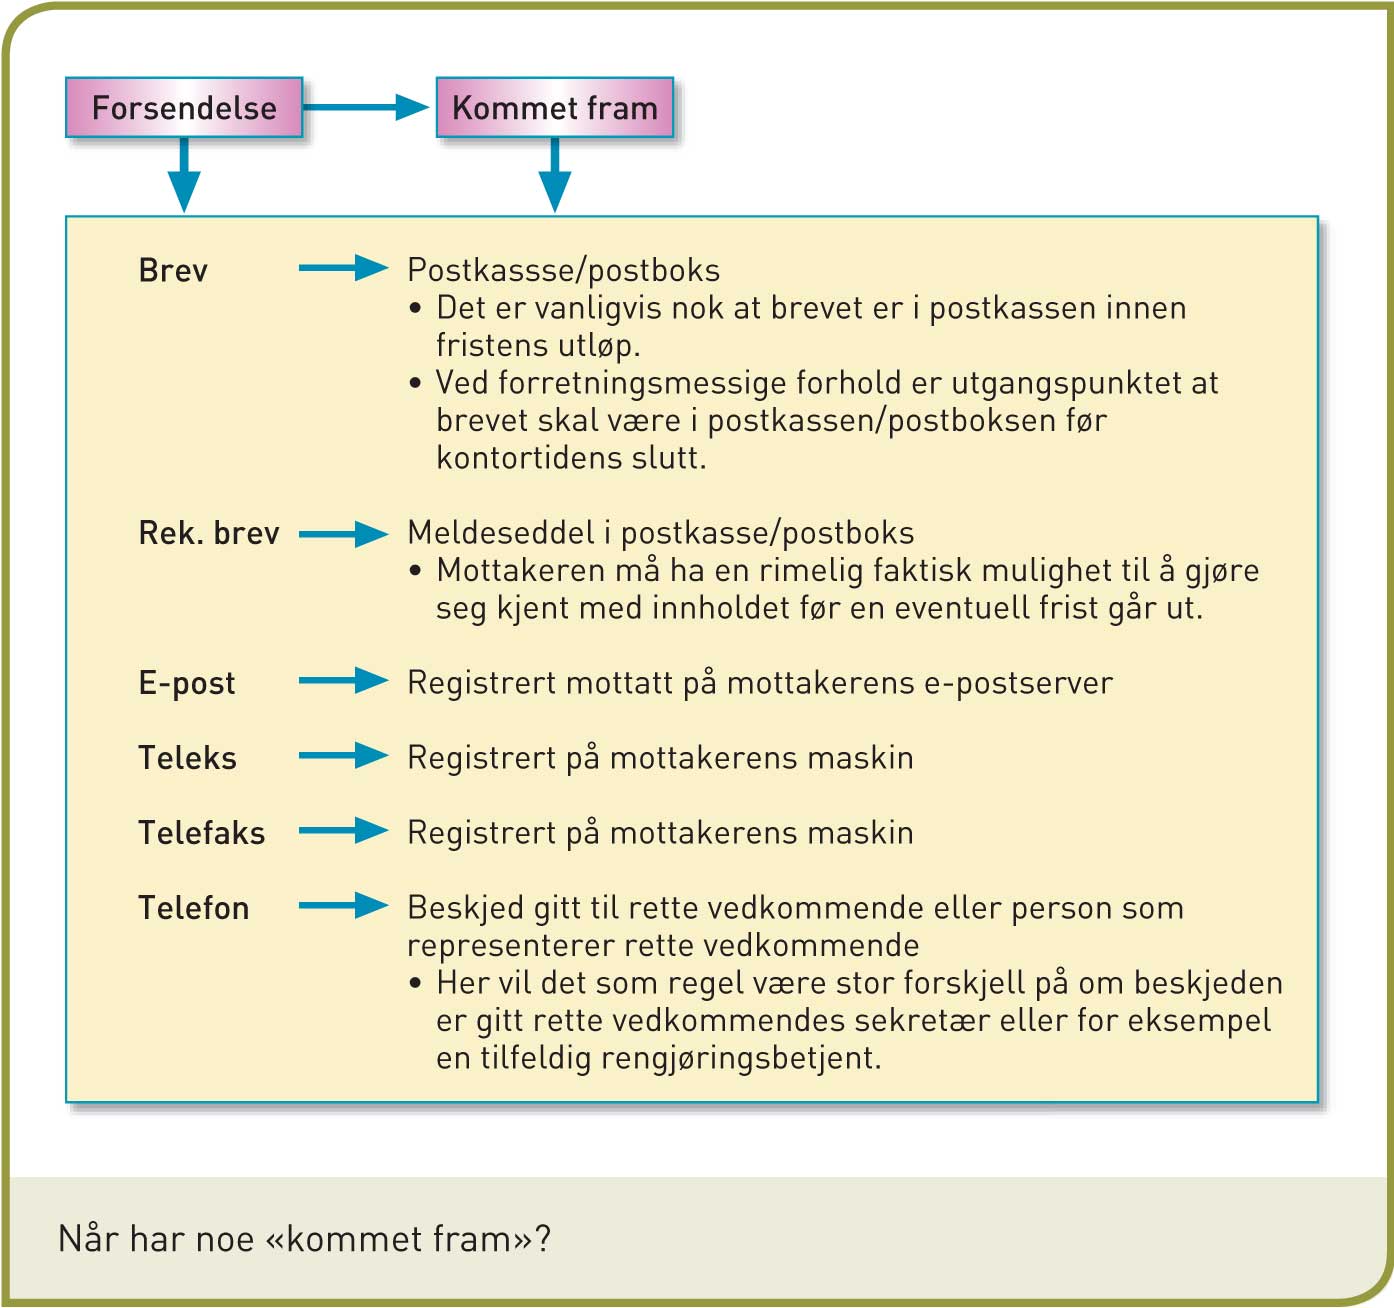 Forsendelse
Kommet fram
Brev
Postkassse/postboks
• Det er vanligvis nok at brevet er i postkassen innen
fristens utløp.
• Ved forretningsmessige forhold er utgangspunktet at
brevet skal være i postkassen/postboksen før
kontortidens slutt.
Rek. brev
Meldeseddel i postkasse/postboks
• Mottakeren må ha en rimelig faktisk mulighet til å gjøre
seg kjent med innholdet før en eventuell frist går ut.
E-post
Registrert mottatt på mottakerens e-postserver
Teleks
Registrert på mottakerens maskin
Telefaks
Registrert på mottakerens maskin
Telefon
Beskjed gitt til rette vedkommende eller person som
representerer rette vedkommende
• Her vil det som regel være stor forskjell på om beskjeden
er gitt rette vedkommendes sekretær eller for eksempel
en tilfeldig rengjøringsbetjent.
Når har noe «kommet fram»?